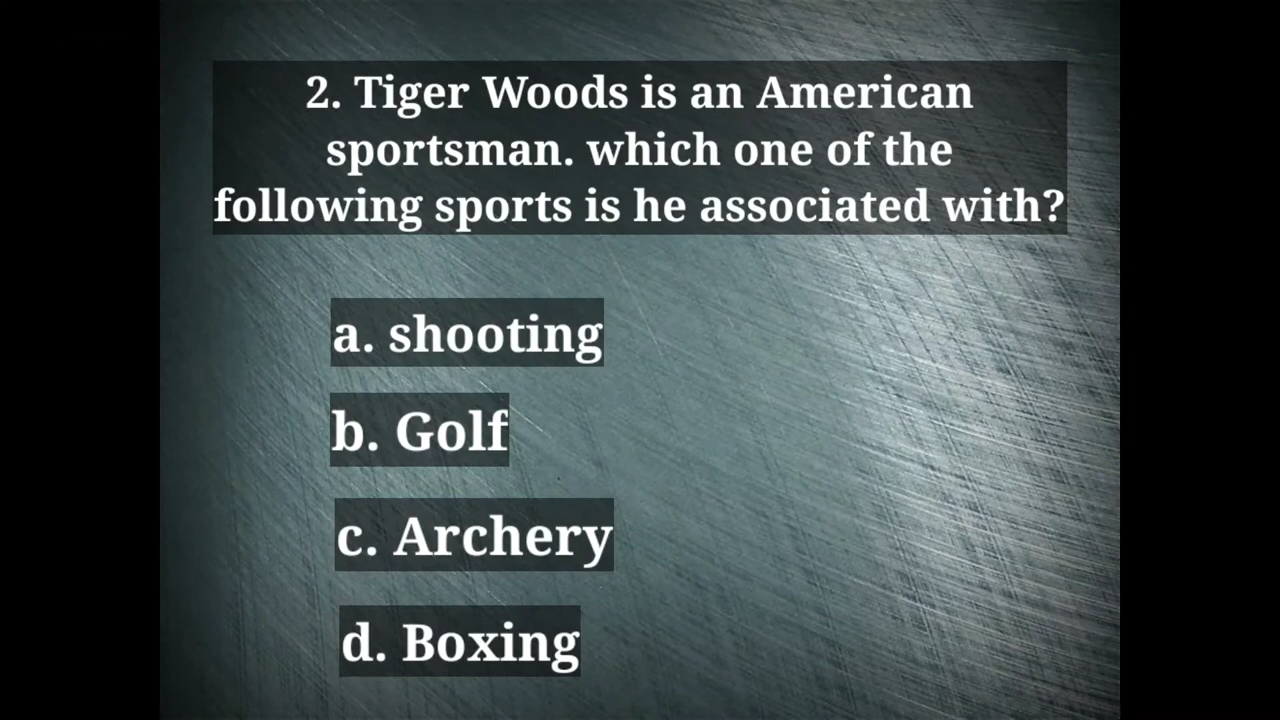 2. Tiger Woods is an American
sportsman. which one of the
following sports is he associated with?
a. shooting
b. Golf
c. Archery
d. Boxing